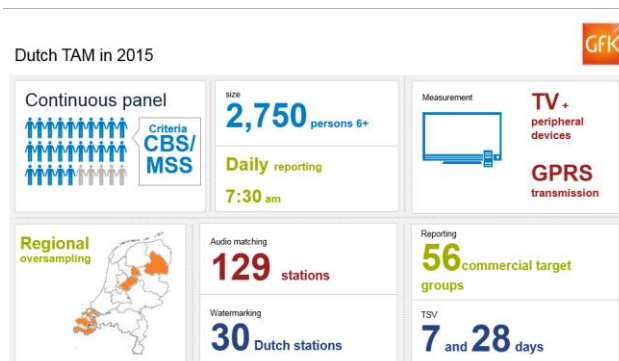 GfK
Dutch TAM in 2015
Continuous panel
Criteria
CBS/
MSS
size
2,750 persons 6+
Daily reporting
7:30 am
Measurement
TV +
peripheral
devices
GPRS
transmission
Regional
oversampling
Audio matching
129 stations
Watermarking
30 Dutch stations
Reporting
56 commercial target
groups
TSV
7 and 28 days